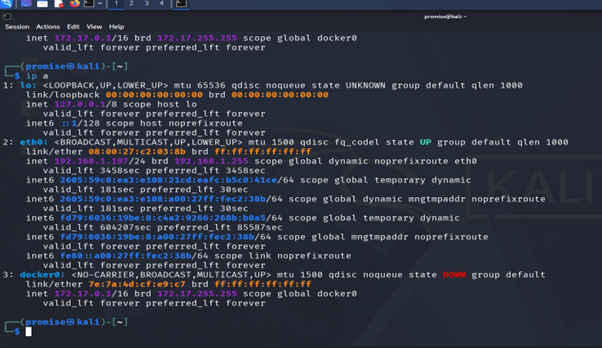 1 2 3 4
promise@kali: ~
Session Actions Edit View Help
inet 172.17.0.1/16 brd 172.17.255.255 scope global docker0
valid_lft forever preferred_lft forever
┌──(promise㉿kali)-[~]
└─$ ip a
1: lo: <LOOPBACK,UP,LOWER_UP> mtu 65536 qdisc noqueue state UNKNOWN group default qlen 1000
link/loopback 00:00:00:00:00:00 brd 00:00:00:00:00:00
inet 127.0.0.1/8 scope host lo
valid_lft forever preferred_lft forever
inet6 ::1/128 scope host noprefixroute
valid_lft forever preferred_lft forever
2: eth0: <BROADCAST,MULTICAST,UP,LOWER_UP> mtu 1500 qdisc fq_codel state UP group default qlen 1000
link/ether 08:00:27:c2:03:8b brd ff:ff:ff:ff:ff:ff
inet 192.168.1.197/24 brd 192.168.1.255 scope global dynamic noprefixroute eth0
valid_lft 3458sec preferred_lft 3458sec
inet6 2605:59c0:ea3:e108:21cd:eafc:b5c0:41ce/64 scope global temporary dynamic
valid_lft 181sec preferred_lft 30sec
inet6 2605:59c0:ea3:e108:a00:27ff:fec2:38b/64 scope global dynamic mngtmpaddr noprefixroute
valid_lft 181sec preferred_lft 30sec
inet6 fd79:6036:19be:8:c4a2:9266:268b:b0a5/64 scope global temporary dynamic
valid_lft 604207sec preferred_lft 85587sec
inet6 fd79:6036:19be:8:a00:27ff:fec2:38b/64 scope global mngtmpaddr noprefixroute
valid_lft forever preferred_lft forever
inet6 fe80::a00:27ff:fec2:38b/64 scope link noprefixroute
valid_lft forever preferred_lft forever
3: docker0: <NO-CARRIER,BROADCAST,MULTICAST,UP> mtu 1500 qdisc noqueue state DOWN group default
link/ether 7e:7a:4d:cf:e9:c7 brd ff:ff:ff:ff:ff:ff
inet 172.17.0.1/16 brd 172.17.255.255 scope global docker0
valid_lft forever preferred_lft forever
┌──(promise㉿kali)-[~]
└─$
KALI